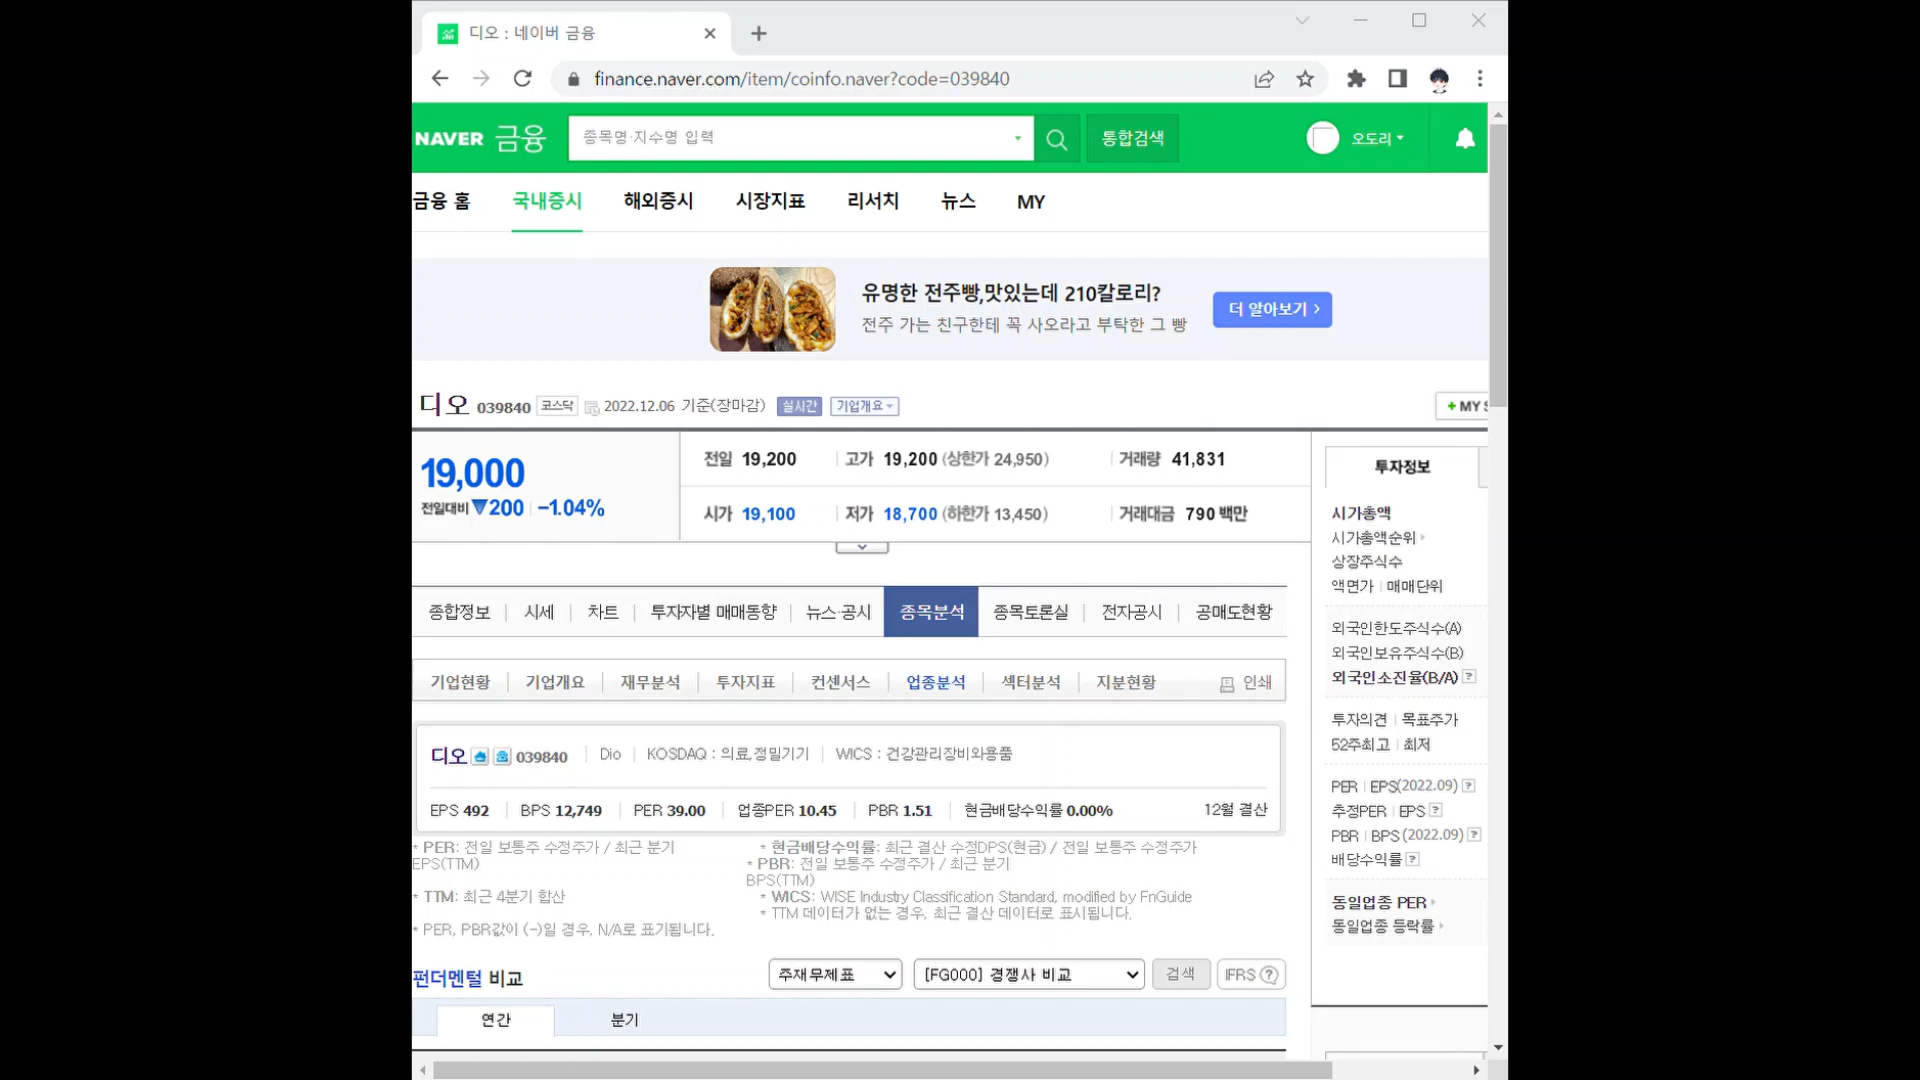 디오 : 네이버 금융
finance.naver.com/item/coinfo.naver?code=039840
NAVER 금융
종목명·지수명 입력
통합검색
오도리
금융 홈 국내증시 해외증시 시장지표 리서치 뉴스 MY
유명한 전주빵,맛있는데 210칼로리?
전주 가는 친구한테 꼭 사오라고 부탁한 그 빵
더 알아보기 >
디오 039840 코스닥 2022.12.06 기준(장마감) 실시간 기업개요
+ MY S
19,000
전일대비 ▼200 -1.04%
전일 19,200 고가 19,200 (상한가 24,950) 거래량 41,831
시가 19,100 저가 18,700 (하한가 13,450) 거래대금 790 백만
종합정보 시세 차트 투자자별 매매동향 뉴스·공시 종목분석 종목토론실 전자공시 공매도현황
기업현황 기업개요 재무분석 투자지표 컨센서스 업종분석 섹터분석 지분현황 인쇄
디오 039840 Dio KOSDAQ : 의료,정밀기기 WICS : 건강관리장비와용품
EPS 492 BPS 12,749 PER 39.00 업종PER 10.45 PBR 1.51 현금배당수익률 0.00% 12월 결산
* PER: 전일 보통주 수정주가 / 최근 분기
EPS(TTM)
* TTM: 최근 4분기 합산
* PER, PBR값이 (-)일 경우, N/A로 표기됩니다.
* 현금배당수익률: 최근 결산 수정DPS(현금) / 전일 보통주 수정주가
* PBR: 전일 보통주 수정주가 / 최근 분기
BPS(TTM)
* WICS: WISE Industry Classification Standard, modified by FnGuide
* TTM 데이터가 없는 경우, 최근 결산 데이터로 표시됩니다.
펀더멘털 비교
주재무제표 [FG000] 경쟁사 비교 검색 IFRS ?
연간 분기
투자정보
시가총액
시가총액순위
상장주식수
액면가 매매단위
외국인한도주식수(A)
외국인보유주식수(B)
외국인소진율(B/A) ?
투자의견 목표주가
52주최고 최저
PER EPS(2022.09) ?
추정PER EPS ?
PBR BPS (2022.09) ?
배당수익률 ?
동일업종 PER
동일업종 등락률